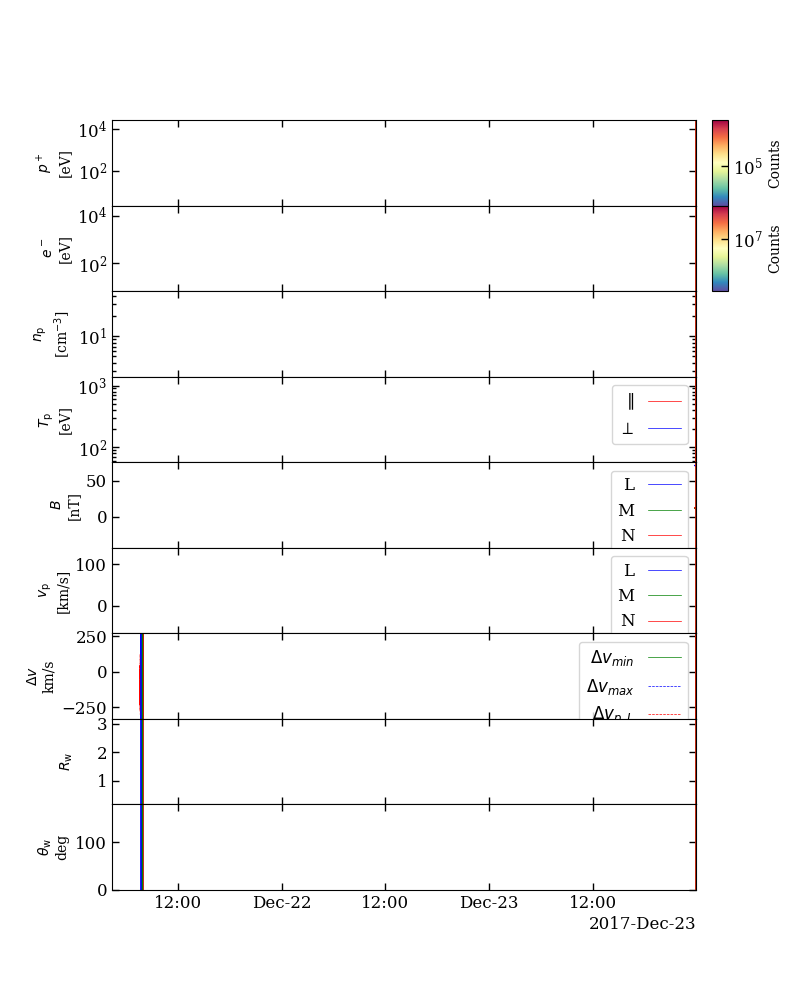 10^4
10^2
p^+
[eV]
10^5
Counts
10^4
10^2
e^-
[eV]
10^7
Counts
10^1
n_p
[cm^-3]
10^3
10^2
T_p
[eV]
∥
⊥
50
0
B
[nT]
L
M
N
100
0
v_p
[km/s]
L
M
N
250
0
−250
Δv
km/s
Δv_min
Δv_max
Δv_p,L
3
2
1
R_w
100
0
θ_w
deg
12:00 Dec-22 12:00 Dec-23 12:00
2017-Dec-23